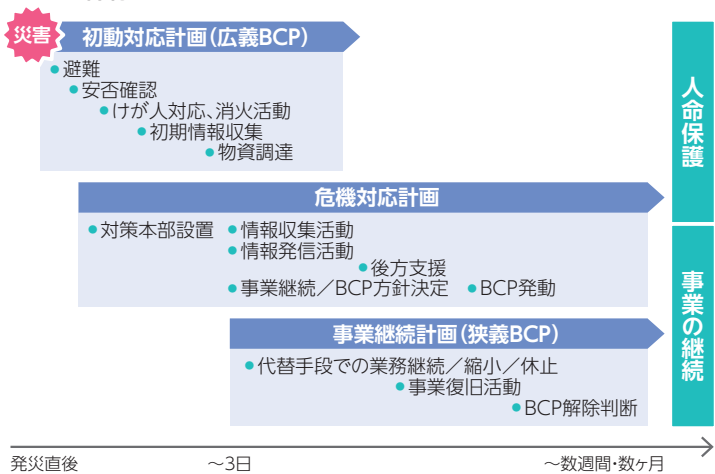 災害
初動対応計画(広義BCP)
●避難
●安否確認
●けが人対応、消火活動
●初期情報収集
●物資調達
人命保護
危機対応計画
●対策本部設置 ●情報収集活動
●情報発信活動
●後方支援
●事業継続／BCP方針決定 ●BCP発動
事業の継続
事業継続計画(狭義BCP)
●代替手段での業務継続／縮小／休止
●事業復旧活動
●BCP解除判断
発災直後 ～3日 ～数週間・数ヶ月